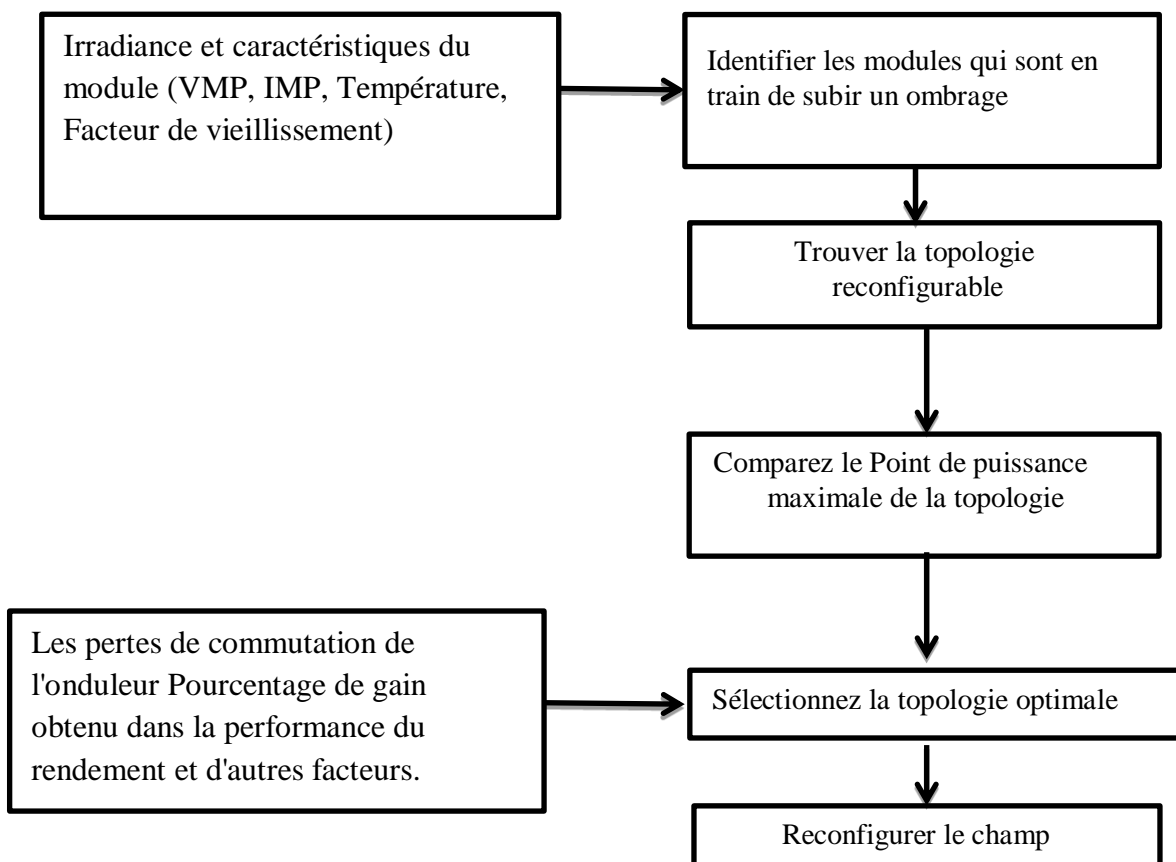 Irradiance et caractéristiques du
module (VMP, IMP, Température,
Facteur de vieillissement)
Identifier les modules qui sont en
train de subir un ombrage
Trouver la topologie
reconfigurable
Comparez le Point de puissance
maximale de la topologie
Les pertes de commutation de
l'onduleur Pourcentage de gain
obtenu dans la performance du
rendement et d'autres facteurs.
Sélectionnez la topologie optimale
Reconfigurer le champ